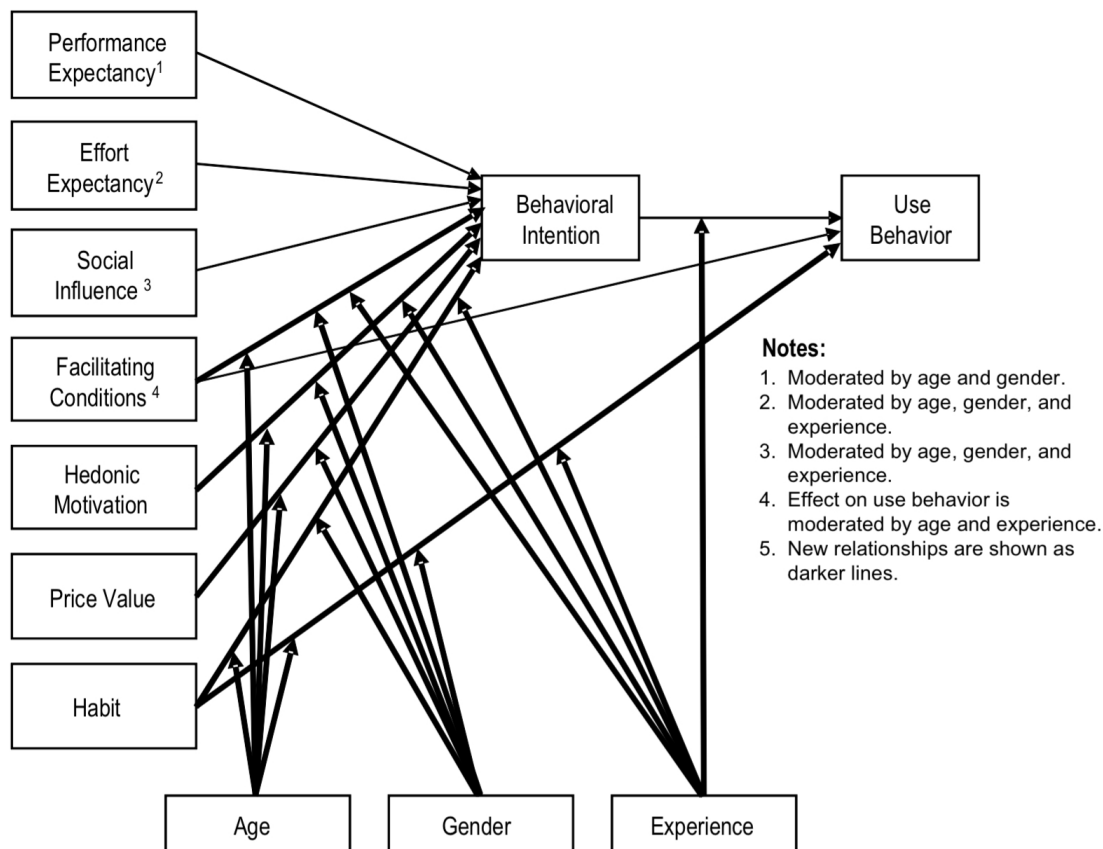 Performance
Expectancy1
Effort
Expectancy2
Social
Influence 3
Facilitating
Conditions 4
Hedonic
Motivation
Price Value
Habit
Behavioral
Intention
Use
Behavior
Notes:
1. Moderated by age and gender.
2. Moderated by age, gender, and
experience.
3. Moderated by age, gender, and
experience.
4. Effect on use behavior is
moderated by age and experience.
5. New relationships are shown as
darker lines.
Age
Gender
Experience